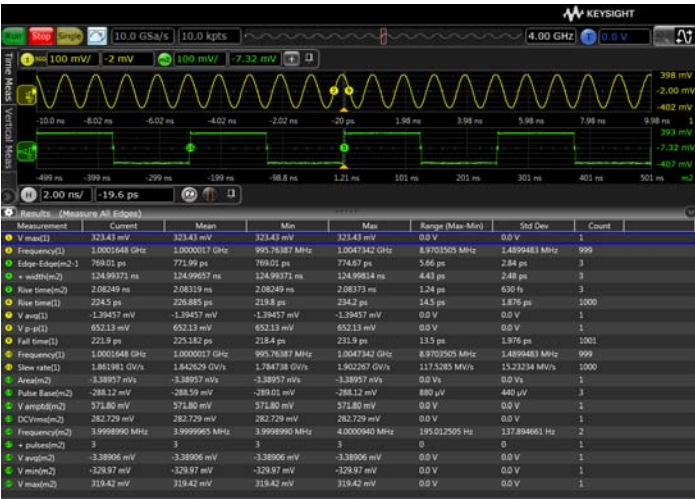 KEYSIGHT
Run Stop Single 10.0 GSa/s 10.0 kpts 4.00 GHz T 0.0 V
1 100 mV/ -2 mV m2 100 mV/ -7.32 mV
Time Meas
Vertical Meas
398 mV
-2.00 mV
-402 mV
-10.0 ns -8.02 ns -6.02 ns -4.02 ns -2.02 ns -20 ps 1.98 ns 3.98 ns 5.98 ns 7.98 ns 9.98 ns 1
393 mV
-7.32 mV
-407 mV
-499 ns -399 ns -299 ns -199 ns -98.8 ns 1.21 ns 101 ns 201 ns 301 ns 401 ns 501 ns m2
H 2.00 ns/ -19.6 ps
Results (Measure All Edges)
Measurement Current Mean Min Max Range (Max-Min) Std Dev Count
V max(1) 323.43 mV 323.43 mV 323.43 mV 323.43 mV 0.0 V 0.0 V 1
Frequency(1) 1.0001648 GHz 1.0000017 GHz 995.76387 MHz 1.0047342 GHz 8.9703505 MHz 1.4899483 MHz 999
Edge-Edge(m2-1 769.01 ps 771.99 ps 769.01 ps 774.67 ps 5.66 ps 2.84 ps 3
+ width(m2) 124.99371 ns 124.99657 ns 124.99371 ns 124.99814 ns 4.43 ps 2.48 ps 3
Rise time(m2) 2.08249 ns 2.08319 ns 2.08249 ns 2.08373 ns 1.24 ps 630 fs 3
Rise time(1) 224.5 ps 226.885 ps 219.8 ps 234.2 ps 14.5 ps 1.876 ps 1000
V avg(1) -1.39457 mV -1.39457 mV -1.39457 mV -1.39457 mV 0.0 V 0.0 V 1
V p-p(1) 652.13 mV 652.13 mV 652.13 mV 652.13 mV 0.0 V 0.0 V 1
Fall time(1) 221.9 ps 225.182 ps 218.4 ps 231.9 ps 13.5 ps 1.976 ps 1001
Frequency(1) 1.0001648 GHz 1.0000017 GHz 995.76387 MHz 1.0047342 GHz 8.9703505 MHz 1.4899483 MHz 999
Slew rate(1) 1.861981 GV/s 1.842629 GV/s 1.784738 GV/s 1.902267 GV/s 117.5285 MV/s 15.23234 MV/s 1000
Area(m2) -3.38957 nVs -3.38957 nVs -3.38957 nVs -3.38957 nVs 0.0 Vs 0.0 Vs 1
Pulse Base(m2) -288.12 mV -288.59 mV -289.01 mV -288.12 mV 880 µV 440 µV 3
V amptd(m2) 571.80 mV 571.80 mV 571.80 mV 571.80 mV 0.0 V 0.0 V 1
DCVrms(m2) 282.729 mV 282.729 mV 282.729 mV 282.729 mV 0.0 V 0.0 V 1
Frequency(m2) 3.9998990 MHz 3.9999965 MHz 3.9998990 MHz 4.0000940 MHz 195.012505 Hz 137.894661 Hz 2
+ pulses(m2) 3 3 3 3 0 0 1
V avg(m2) -3.38906 mV -3.38906 mV -3.38906 mV -3.38906 mV 0.0 V 0.0 V 1
V min(m2) -329.97 mV -329.97 mV -329.97 mV -329.97 mV 0.0 V 0.0 V 1
V max(m2) 319.42 mV 319.42 mV 319.42 mV 319.42 mV 0.0 V 0.0 V 1